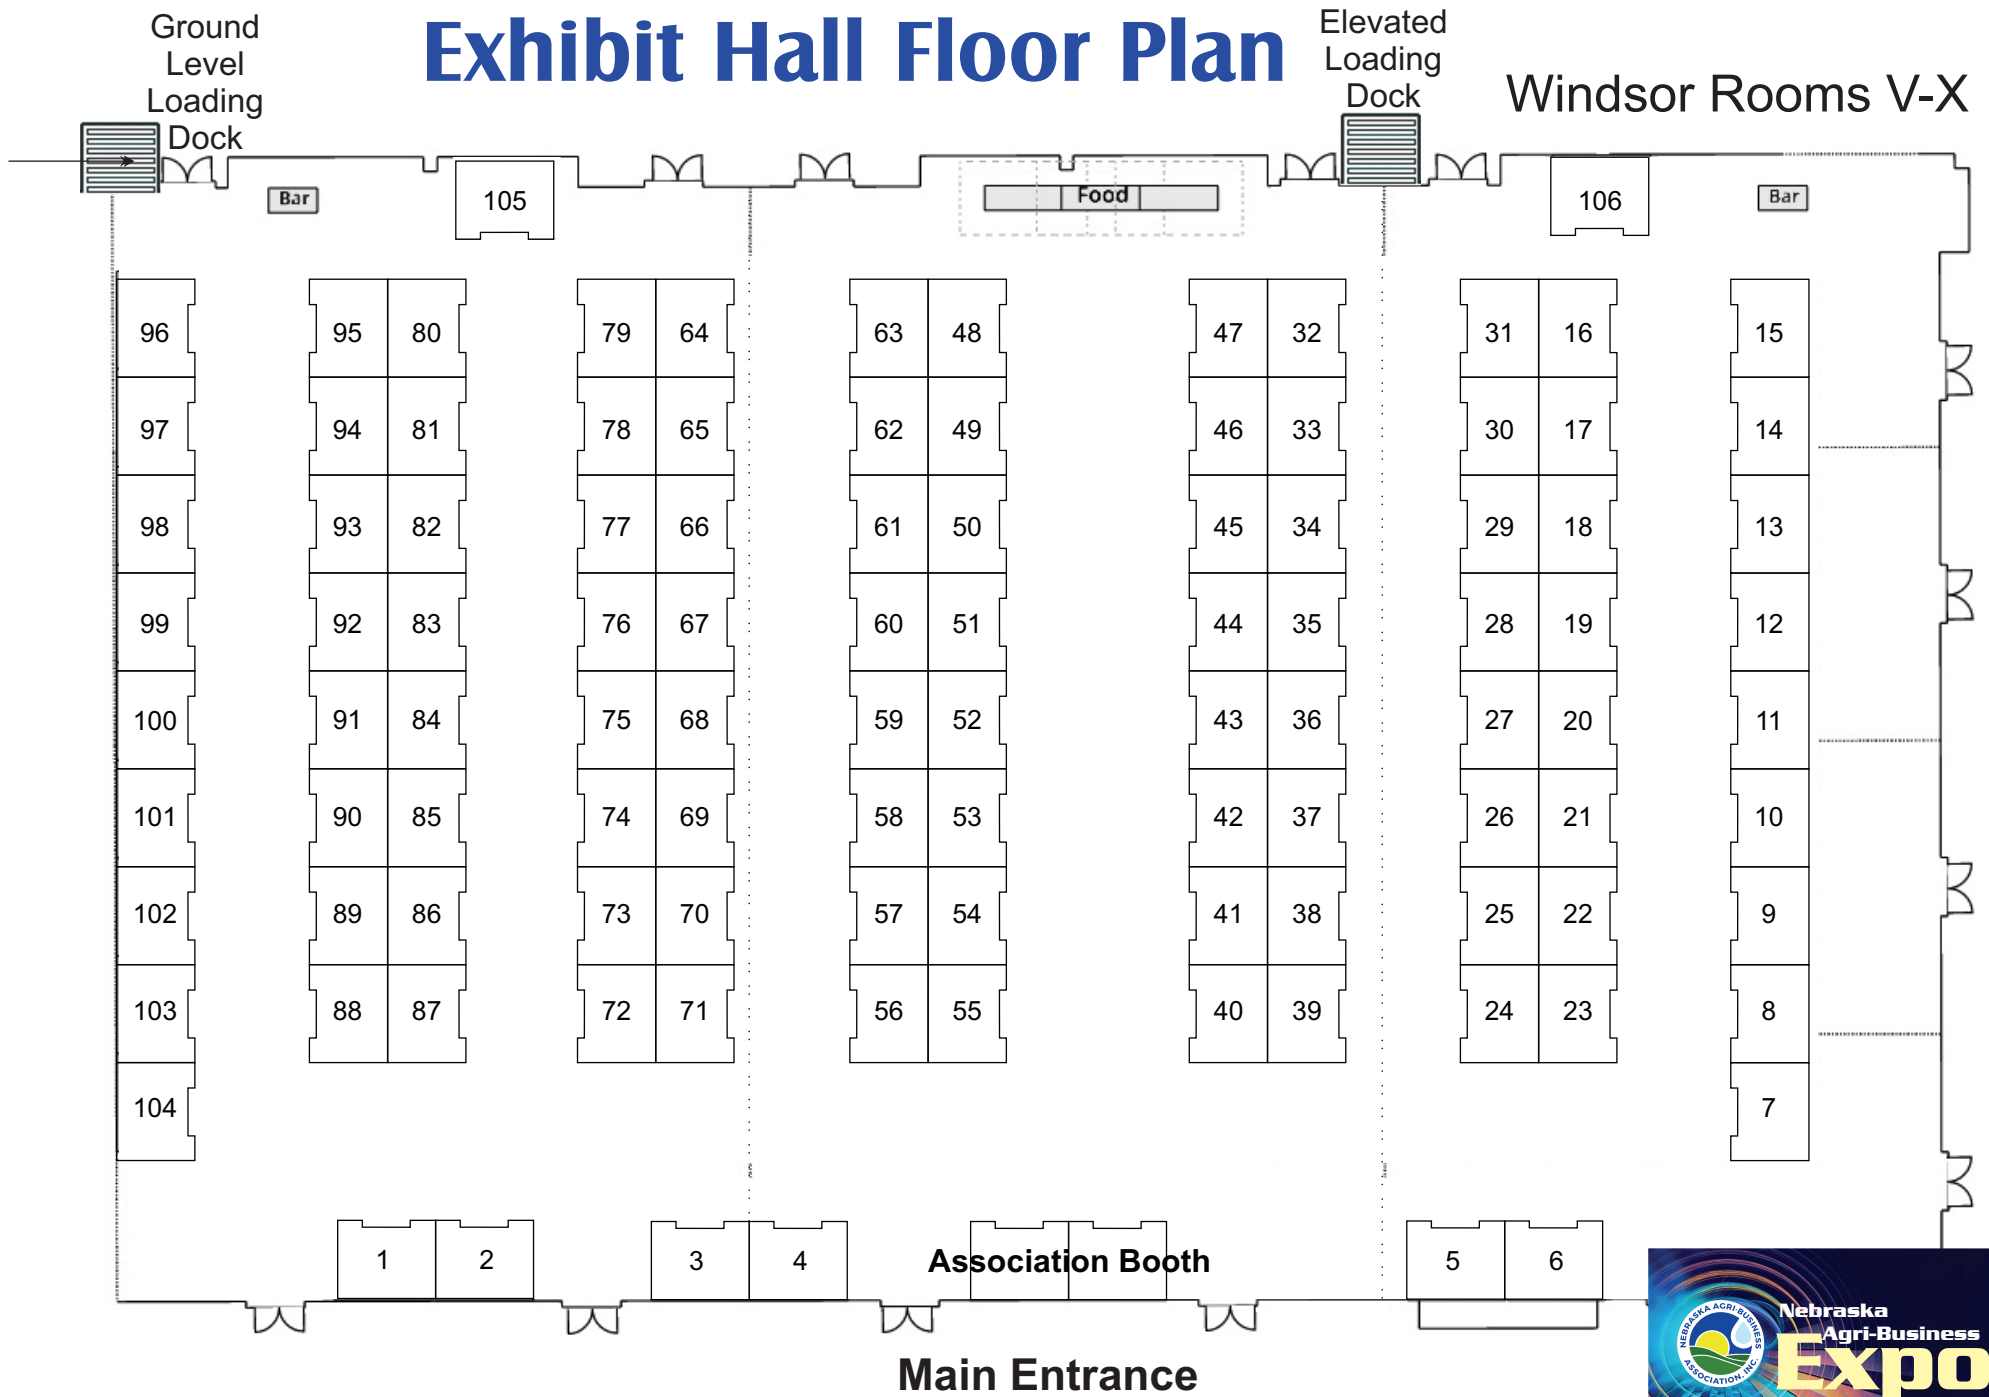 Exhibit Hall Floor Plan
Ground
Level
Loading
Dock
Elevated
Loading
Dock
Windsor Rooms V-X
Bar
105
Food
106
Bar
96 95 80 79 64 63 48 47 32 31 16 15
97 94 81 78 65 62 49 46 33 30 17 14
98 93 82 77 66 61 50 45 34 29 18 13
99 92 83 76 67 60 51 44 35 28 19 12
100 91 84 75 68 59 52 43 36 27 20 11
101 90 85 74 69 58 53 42 37 26 21 10
102 89 86 73 70 57 54 41 38 25 22 9
103 88 87 72 71 56 55 40 39 24 23 8
104 7
1 2 3 4 Association Booth 5 6
Main Entrance
NEBRASKA AGRI-BUSINESS
ASSOCIATION, INC.
Nebraska
Agri-Business
Expo